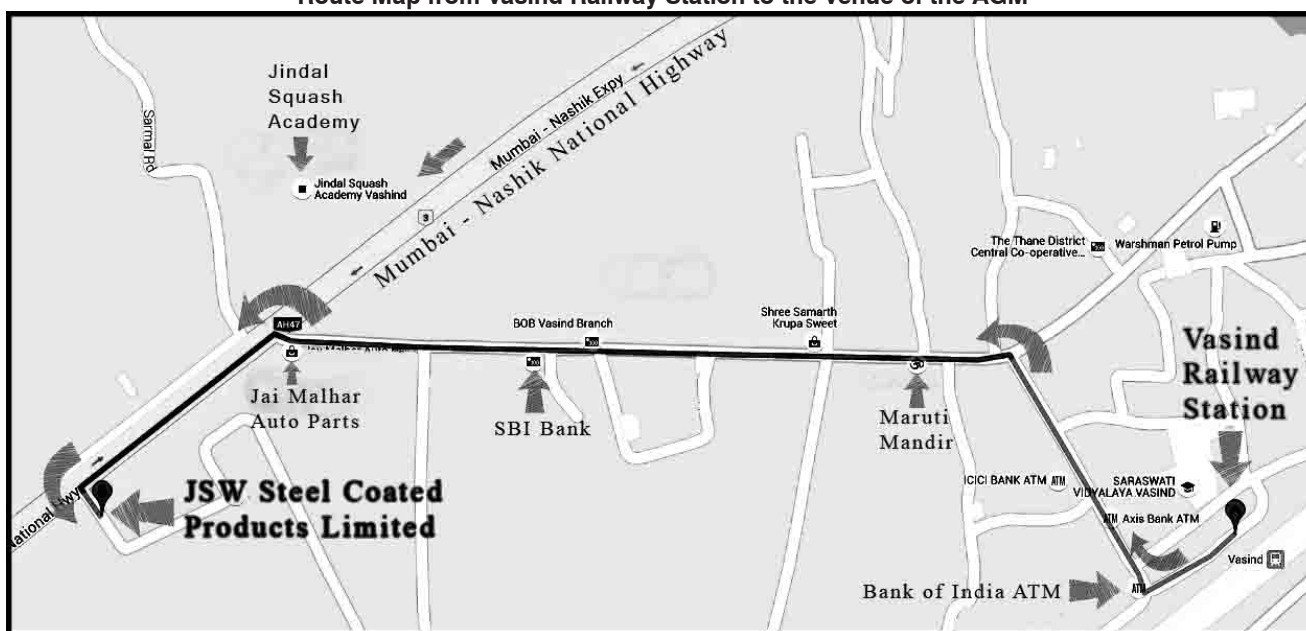 Route Map from Vasind Railway Station to the Venue of the AGM
Jindal
Squash
Academy
Sarmal Rd
Jindal Squash
Academy Vashind
Mumbai - Nashik Expy
Mumbai - Nashik National Highway
3
The Thane District
Central Co-operative...
Warshman Petrol Pump
AH47
BOB Vasind Branch
Shree Samarth
Krupa Sweet
Vasind
Railway
Station
Jai Malhar
Auto Parts
SBI Bank
Maruti
Mandir
ICICI BANK ATM
ATM
SARASWATI
VIDYALAYA VASIND
JSW Steel Coated
Products Limited
National Hwy
ATM Axis Bank ATM
Vasind
Bank of India ATM
ATM